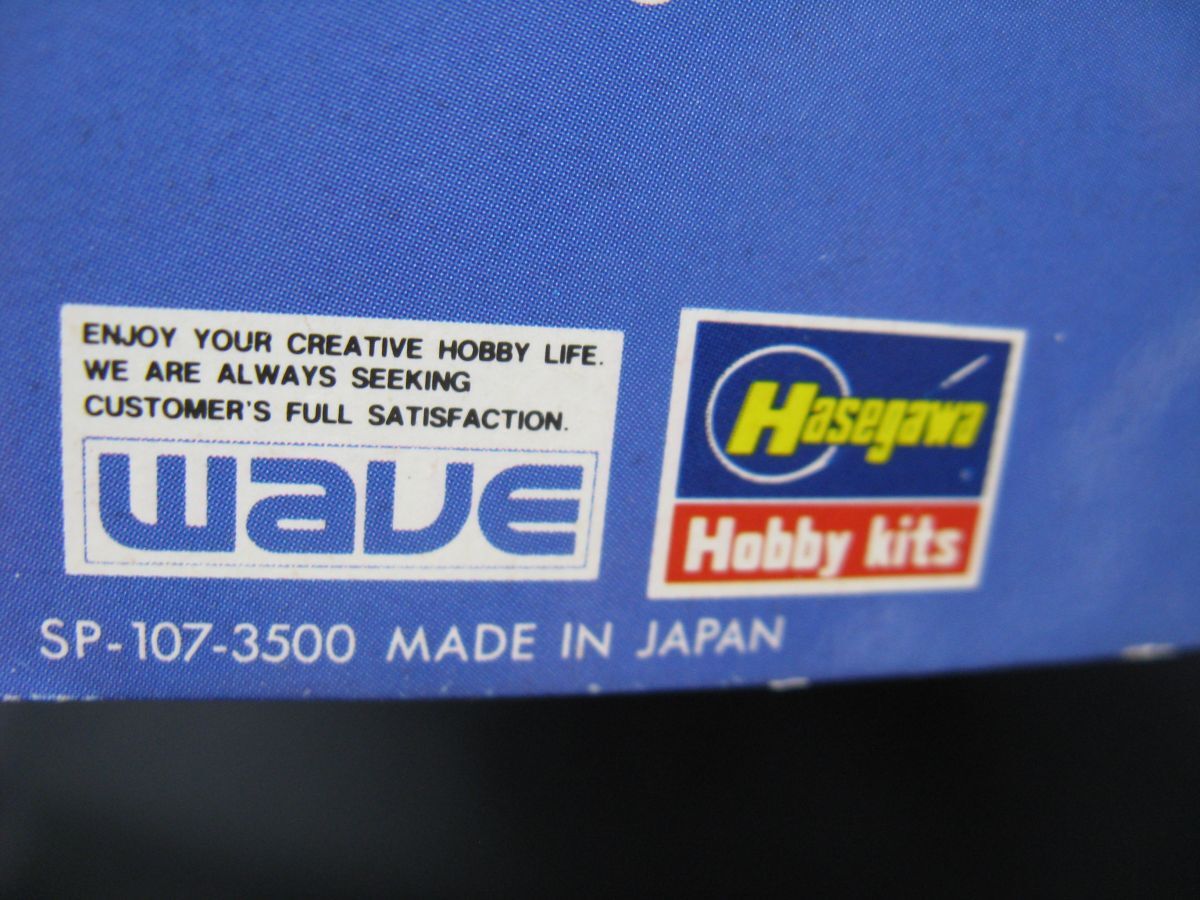 ENJOY YOUR CREATIVE HOBBY LIFE.
WE ARE ALWAYS SEEKING
CUSTOMER'S FULL SATISFACTION.
wave
Hasegawa
Hobby kits
SP-107-3500 MADE IN JAPAN